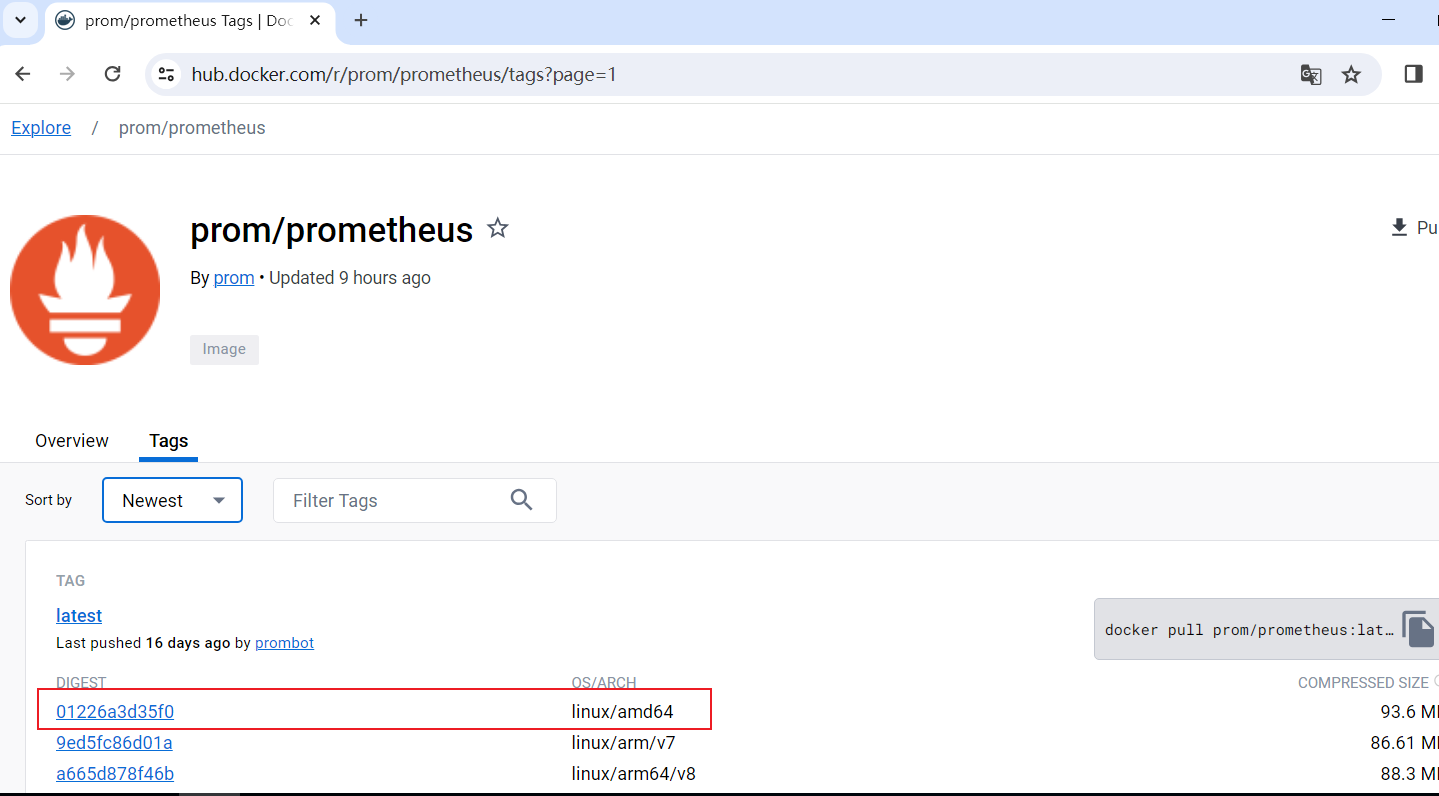 prom/prometheus Tags | Doc
hub.docker.com/r/prom/prometheus/tags?page=1
Explore / prom/prometheus
prom/prometheus
Pu
By prom • Updated 9 hours ago
Image
Overview Tags
Sort by Newest Filter Tags
TAG
latest
docker pull prom/prometheus:lat…
Last pushed 16 days ago by prombot
DIGEST OS/ARCH COMPRESSED SIZE
01226a3d35f0 linux/amd64 93.6 M
9ed5fc86d01a linux/arm/v7 86.61 M
a665d878f46b linux/arm64/v8 88.3 M